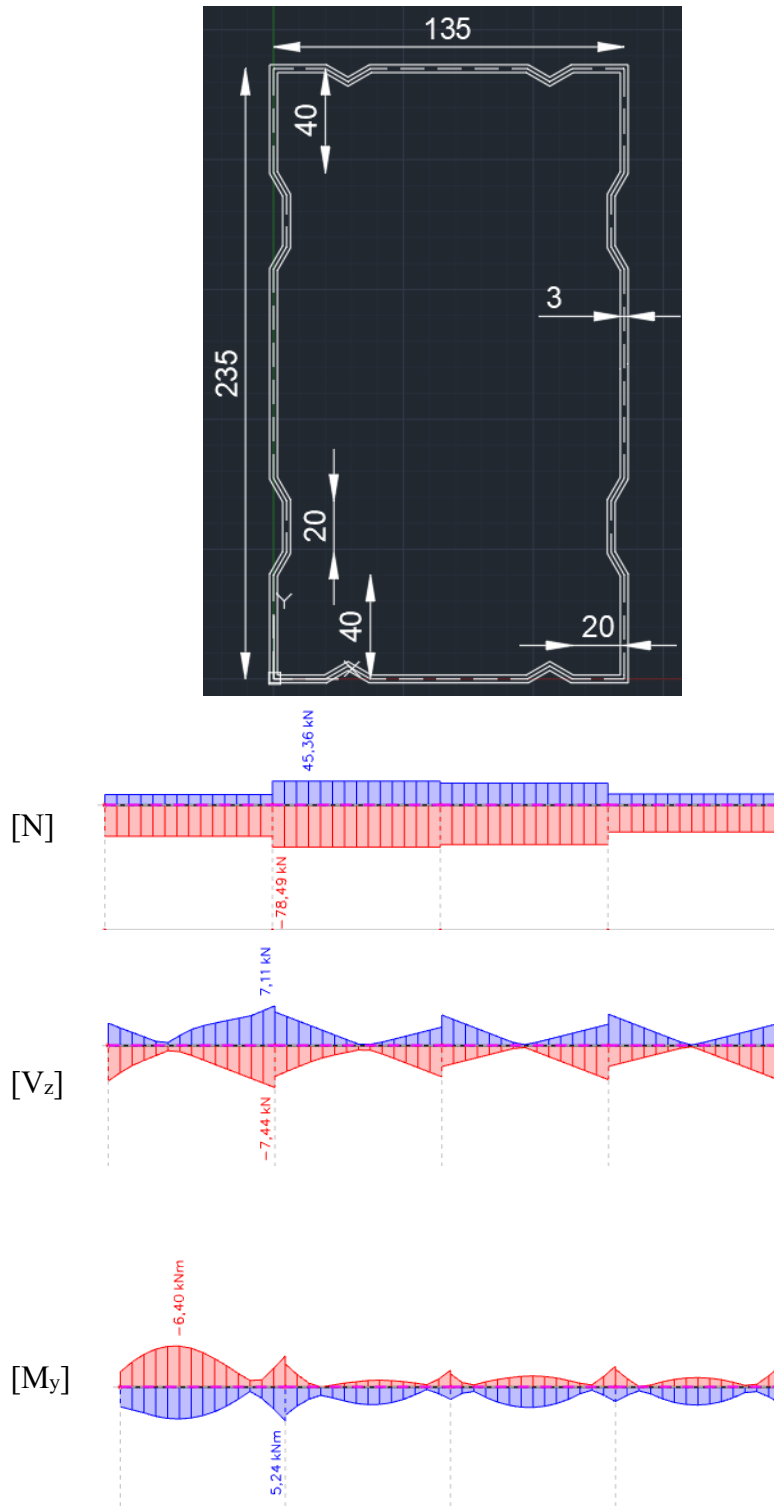 135
40
235
3
20
40
20
Y
X
[N]
45,36 kN
−78,49 kN
[Vz]
7,11 kN
−7,44 kN
[My]
−6,40 kNm
5,24 kNm